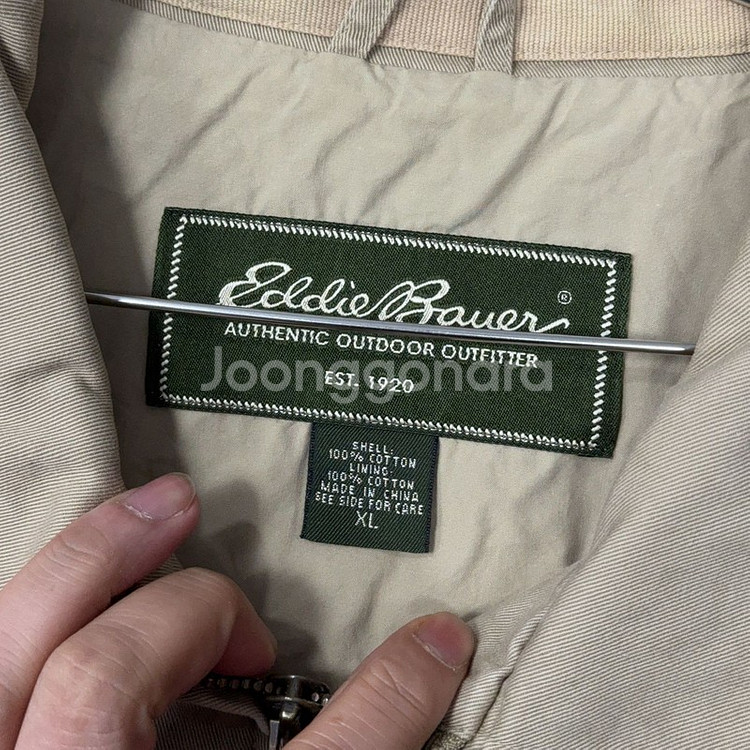 Eddie Bauer ®
AUTHENTIC OUTDOOR OUTFITTER
Joonggonara
EST. 1920
SHELL:
100% COTTON
LINING:
100% COTTON
MADE IN CHINA
SEE SIDE FOR CARE
XL